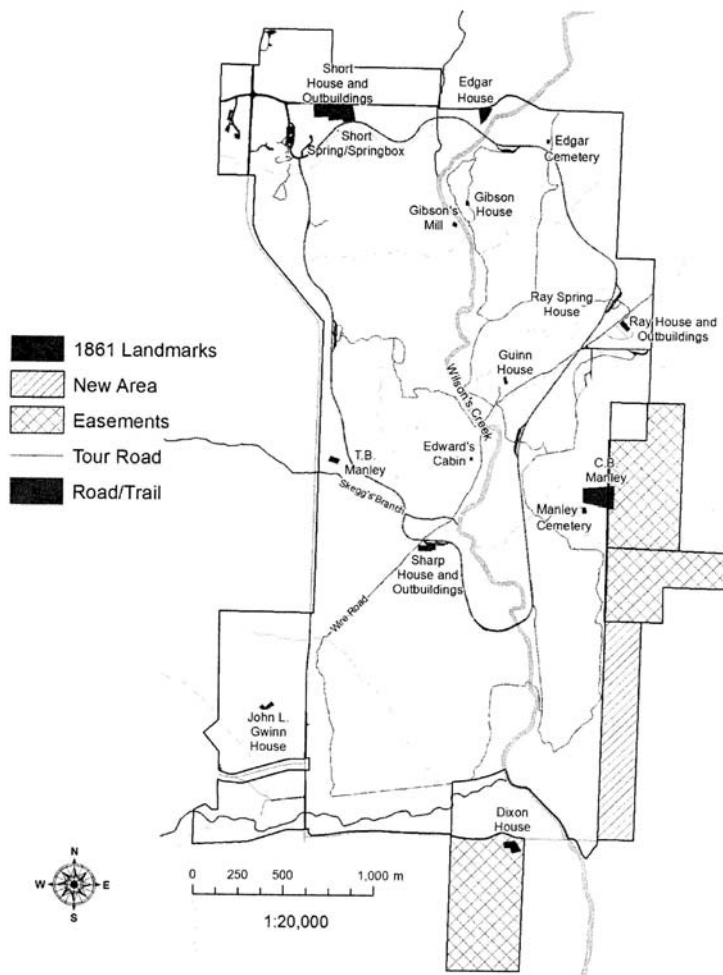 Short
House and
Outbuildings
Edgar
House
Short
Spring/Springbox
Edgar
Cemetery
Gibson
House
Gibson's
Mill
Ray Spring
House
Ray House and
Outbuildings
1861 Landmarks
New Area
Easements
Tour Road
Road/Trail
Guinn
House
Wilson's Creek
T.B.
Manley
Edward's
Cabin
C.B.
Manley
Skegg's Branch
Manley
Cemetery
Sharp
House and
Outbuildings
Wire Road
John L.
Gwinn
House
Dixon
House
N
W
E
S
0 250 500 1,000 m
1:20,000